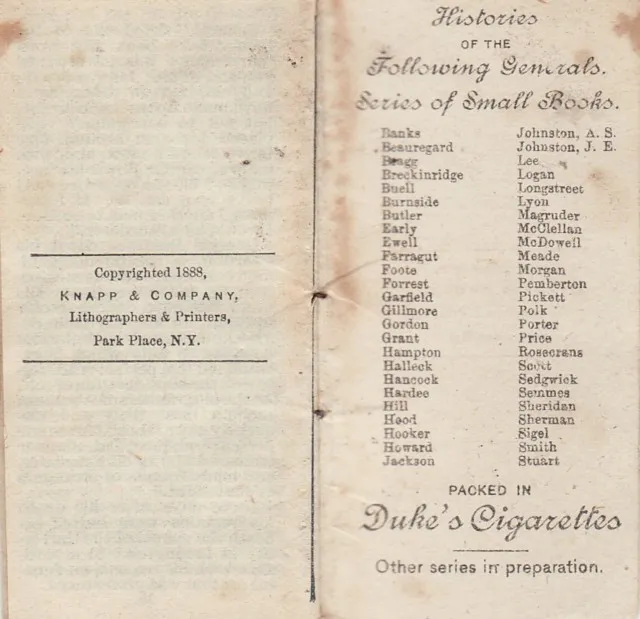 Copyrighted 1888,
KNAPP & COMPANY,
Lithographers & Printers,
Park Place, N.Y.
Histories
OF THE
Following Generals.
Series of Small Books.
Banks
Beauregard
Bragg
Breckinridge
Buell
Burnside
Butler
Early
Ewell
Farragut
Foote
Forrest
Garfield
Gillmore
Gordon
Grant
Hampton
Halleck
Hancock
Hardee
Hill
Hood
Hooker
Howard
Jackson
Johnston, A. S.
Johnston, J. E.
Lee
Logan
Longstreet
Lyon
Magruder
McClellan
McDowell
Meade
Morgan
Pemberton
Pickett
Polk
Porter
Price
Rosecrans
Scott
Sedgwick
Semmes
Sheridan
Sherman
Sigel
Smith
Stuart
PACKED IN
Duke's Cigarettes
Other series in preparation.